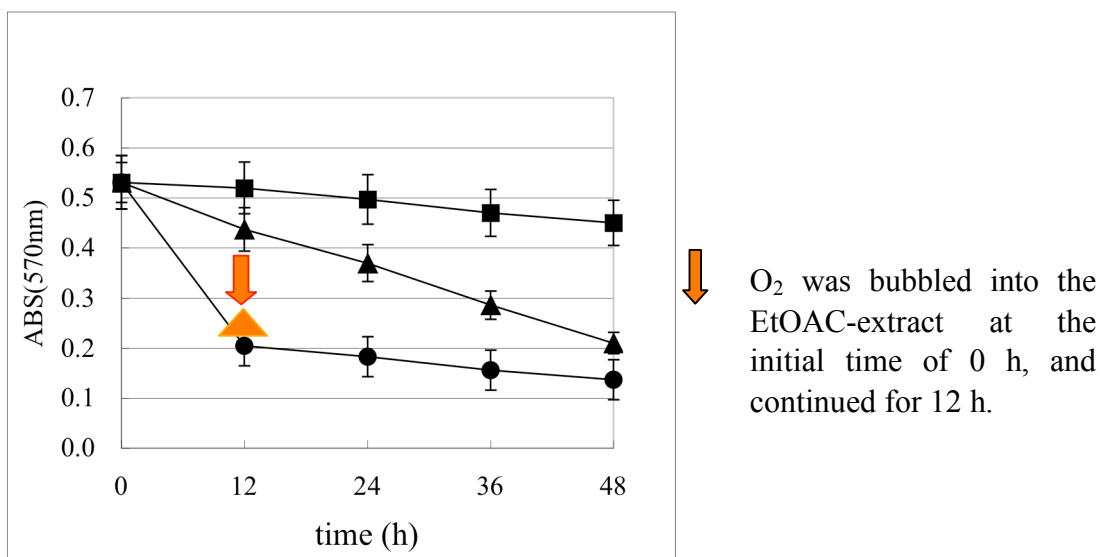 0.7
0.6
0.5
0.4
0.3
0.2
0.1
0.0
ABS(570nm)
0 12 24 36 48
time (h)
O₂ was bubbled into the
EtOAC-extract at the
initial time of 0 h, and
continued for 12 h.